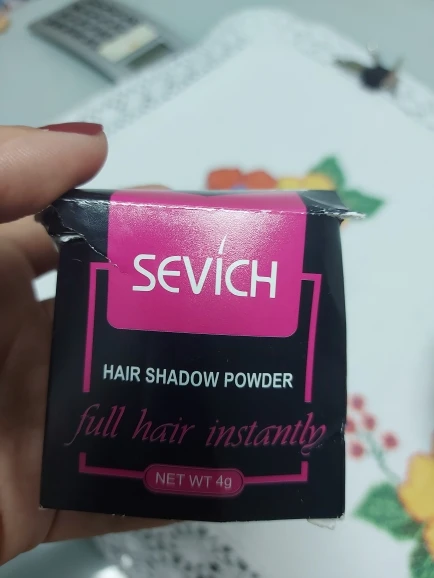 SEVICH
HAIR SHADOW POWDER
full hair instantly
NET WT 4g